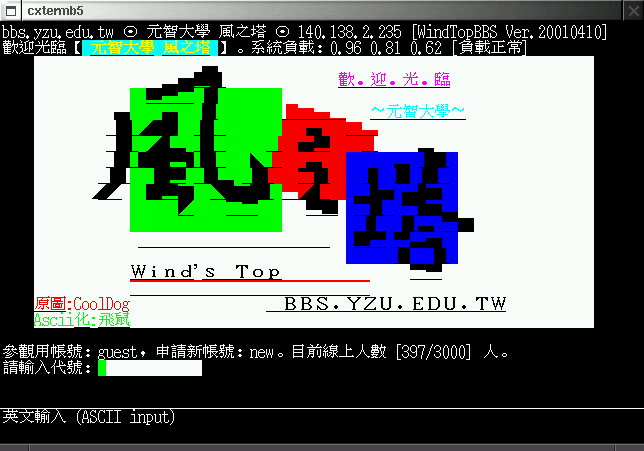 cxtermb5
bbs.yzu.edu.tw ⊙ 元智大學 風之塔 ⊙ 140.138.2.235 [WindTopBBS Ver.20010410]
歡迎光臨【 元智大學 風之塔 】。系統負載: 0.96 0.81 0.62 [負載正常]
歡。迎。光。臨
～元智大學～
風之塔
Wind's Top
原圖:CoolDog
BBS.YZU.EDU.TW
Ascii化:飛鼠
參觀用帳號: guest, 申請新帳號: new。目前線上人數 [397/3000] 人。
請輸入代號:
英文輸入 (ASCII input)